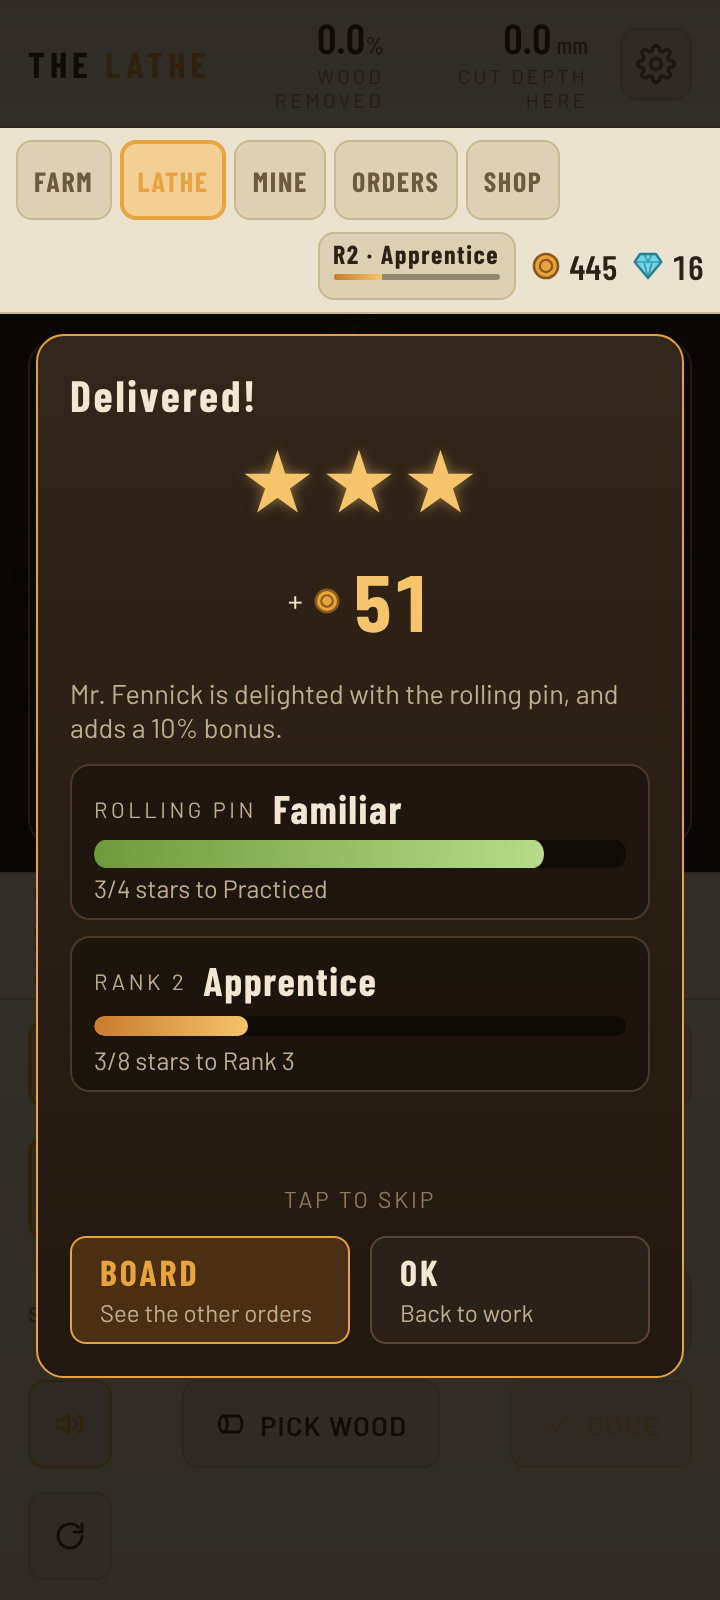 THE LATHE
0.0%
WOOD
REMOVED
0.0 mm
CUT DEPTH
HERE
FARM
LATHE
MINE
ORDERS
SHOP
R2 · Apprentice
445
16
Delivered!
+ 51
Mr. Fennick is delighted with the rolling pin, and
adds a 10% bonus.
ROLLING PIN Familiar
3/4 stars to Practiced
RANK 2 Apprentice
3/8 stars to Rank 3
TAP TO SKIP
BOARD
See the other orders
OK
Back to work
PICK WOOD
DONE